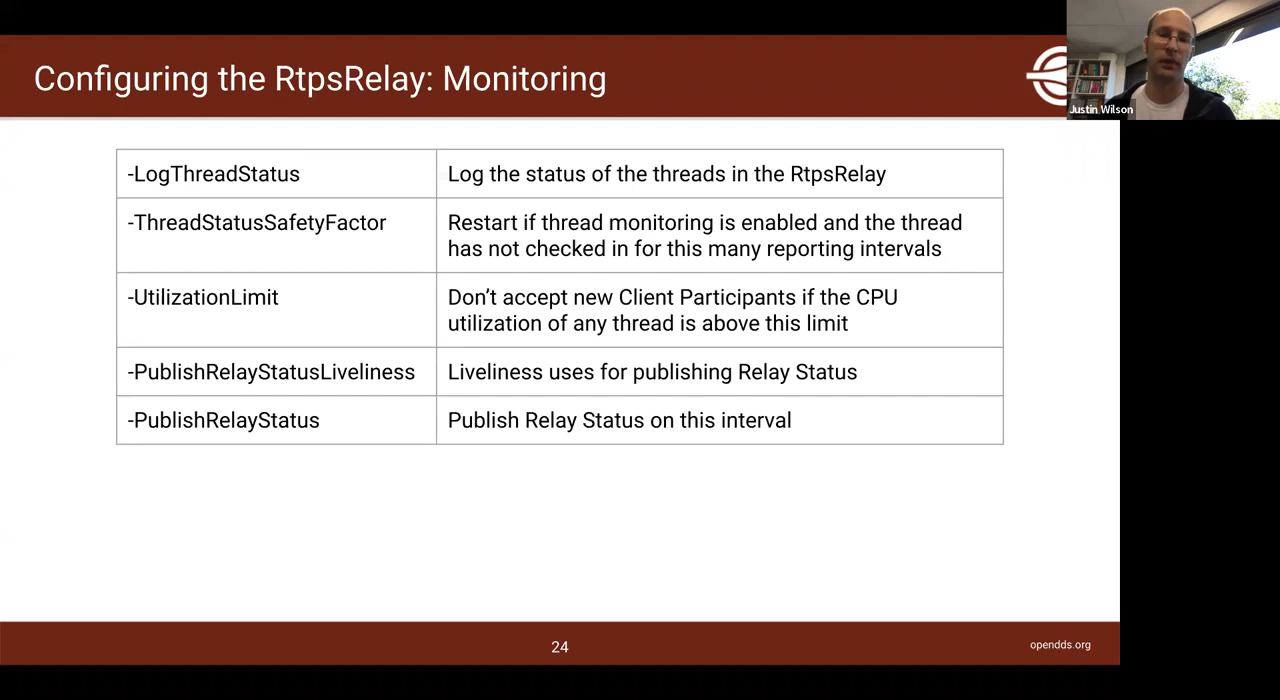 Configuring the RtpsRelay: Monitoring
Justin Wilson
-LogThreadStatus
Log the status of the threads in the RtpsRelay
-ThreadStatusSafetyFactor
Restart if thread monitoring is enabled and the thread
has not checked in for this many reporting intervals
-UtilizationLimit
Don’t accept new Client Participants if the CPU
utilization of any thread is above this limit
-PublishRelayStatusLiveliness
Liveliness uses for publishing Relay Status
-PublishRelayStatus
Publish Relay Status on this interval
24
opendds.org